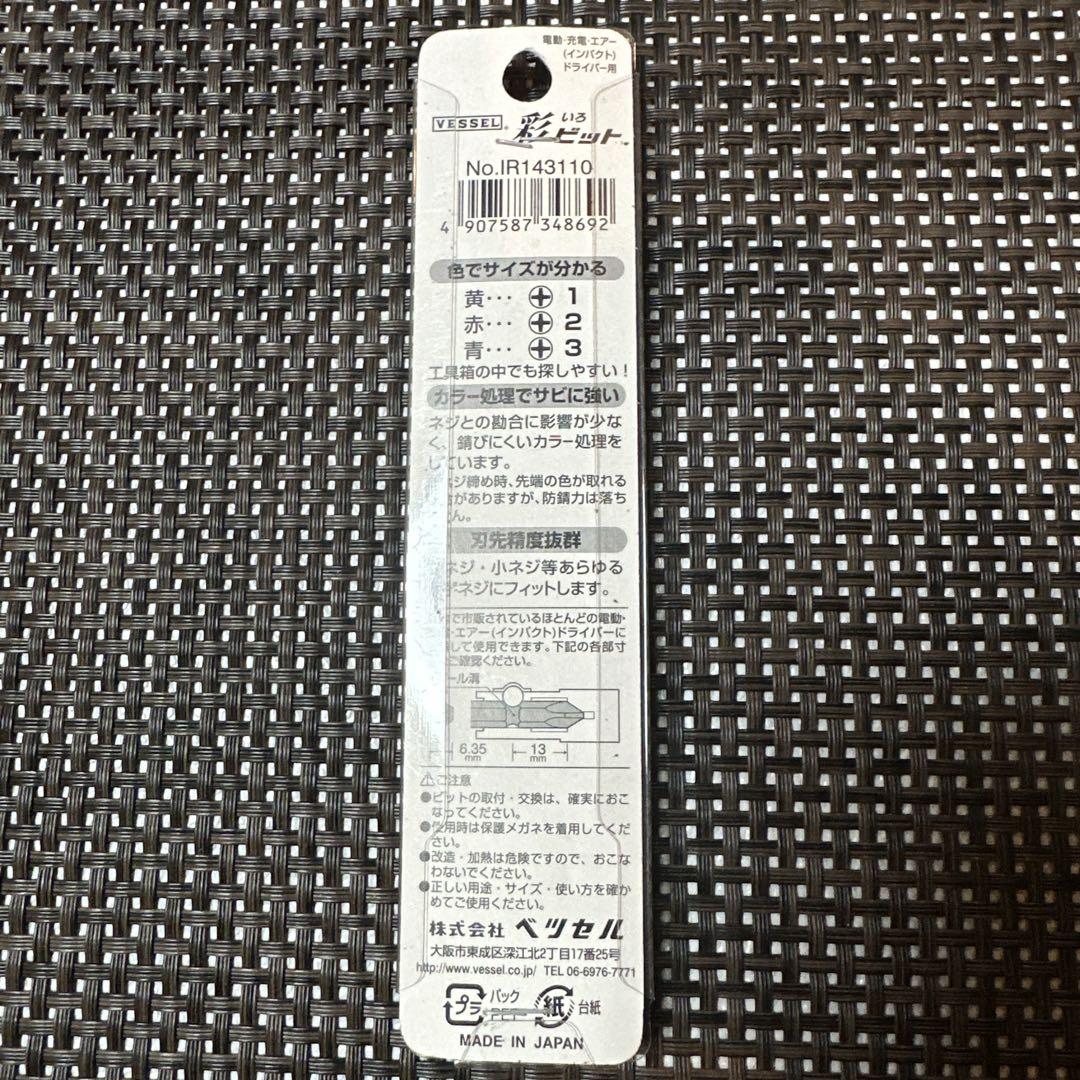 電動・充電・エアー
(インパクト)
ドライバー用
VESSEL 彩ビット
いろ
No.IR143110
4 907587 348692
色でサイズが分かる
黄… ⊕ 1
赤… ⊕ 2
青… ⊕ 3
工具箱の中でも探しやすい！
カラー処理でサビに強い
ネジとの勘合に影響が少な
く、錆びにくいカラー処理を
しています。
ジ締め時、先端の色が取れる
がありますが、防錆力は落ち
ん。
刃先精度抜群
ネジ・小ネジ等あらゆる
ネジにフィットします。
で市販されているほとんどの電動・
・エアー(インパクト)ドライバーに
して使用できます。下記の各部寸
ご確認ください。
ール溝
6.35 13
mm mm
⚠ご注意
●ビットの取付・交換は、確実におこ
なってください。
●使用時は保護メガネを着用してくだ
さい。
●改造・加熱は危険ですので、おこな
わないでください。
●正しい用途・サイズ・使い方を確か
めてご使用ください。
株式会社 ベッセル
大阪市東成区深江北2丁目17番25号
http://www.vessel.co.jp/ TEL 06-6976-7771
プラ パック PET 紙 台紙
MADE IN JAPAN